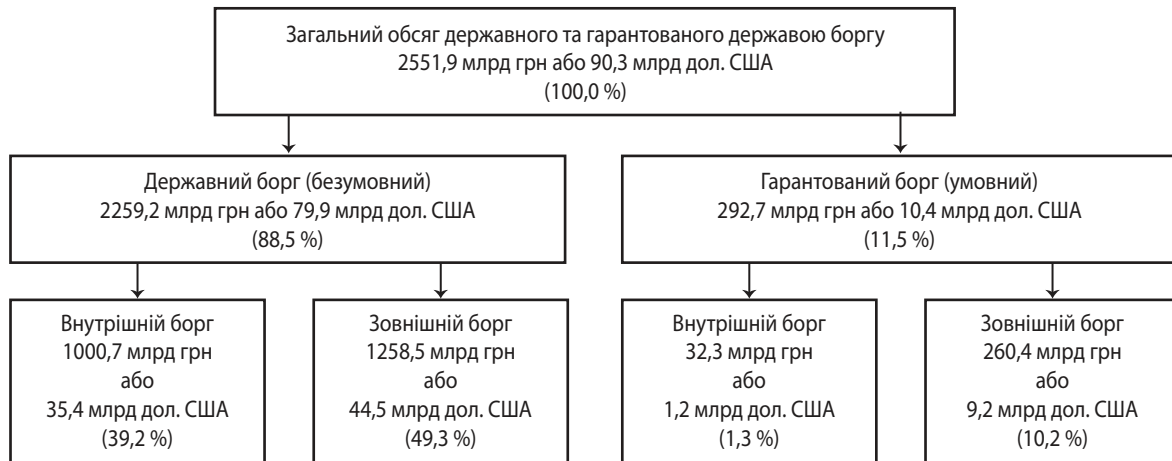 Загальний обсяг державного та гарантованого державою боргу
2551,9 млрд грн або 90,3 млрд дол. США
(100,0 %)
Державний борг (безумовний)
2259,2 млрд грн або 79,9 млрд дол. США
(88,5 %)
Гарантований борг (умовний)
292,7 млрд грн або 10,4 млрд дол. США
(11,5 %)
Внутрішній борг
1000,7 млрд грн
або
35,4 млрд дол. США
(39,2 %)
Зовнішній борг
1258,5 млрд грн
або
44,5 млрд дол. США
(49,3 %)
Внутрішній борг
32,3 млрд грн
або
1,2 млрд дол. США
(1,3 %)
Зовнішній борг
260,4 млрд грн
або
9,2 млрд дол. США
(10,2 %)